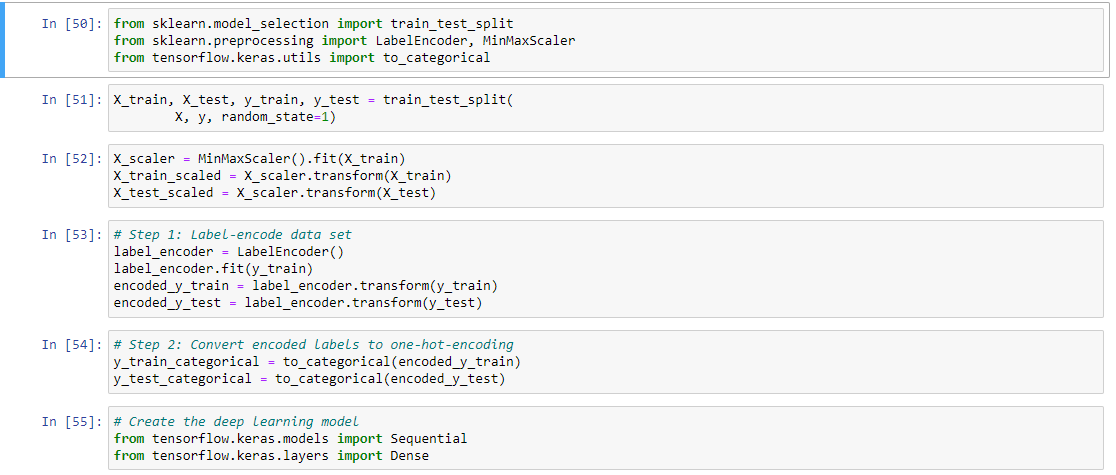 In [50]: from sklearn.model_selection import train_test_split
from sklearn.preprocessing import LabelEncoder, MinMaxScaler
from tensorflow.keras.utils import to_categorical
In [51]: X_train, X_test, y_train, y_test = train_test_split(
        X, y, random_state=1)
In [52]: X_scaler = MinMaxScaler().fit(X_train)
X_train_scaled = X_scaler.transform(X_train)
X_test_scaled = X_scaler.transform(X_test)
In [53]: # Step 1: Label-encode data set
label_encoder = LabelEncoder()
label_encoder.fit(y_train)
encoded_y_train = label_encoder.transform(y_train)
encoded_y_test = label_encoder.transform(y_test)
In [54]: # Step 2: Convert encoded labels to one-hot-encoding
y_train_categorical = to_categorical(encoded_y_train)
y_test_categorical = to_categorical(encoded_y_test)
In [55]: # Create the deep learning model
from tensorflow.keras.models import Sequential
from tensorflow.keras.layers import Dense